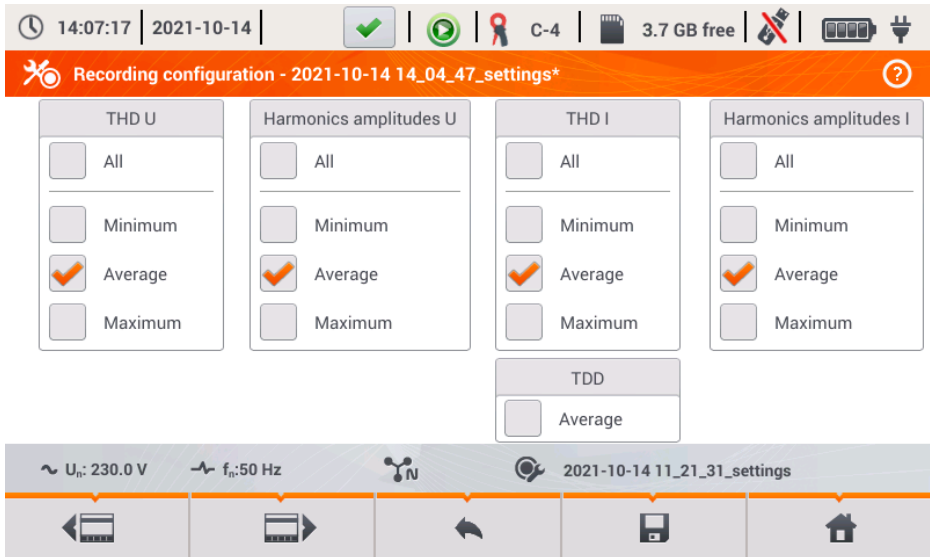 14:07:17 2021-10-14 C-4 3.7 GB free
Recording configuration - 2021-10-14 14_04_47_settings* ?
THD U
All
Minimum
Average
Maximum
Harmonics amplitudes U
All
Minimum
Average
Maximum
THD I
All
Minimum
Average
Maximum
Harmonics amplitudes I
All
Minimum
Average
Maximum
TDD
Average
Un: 230.0 V fn:50 Hz N 2021-10-14 11_21_31_settings